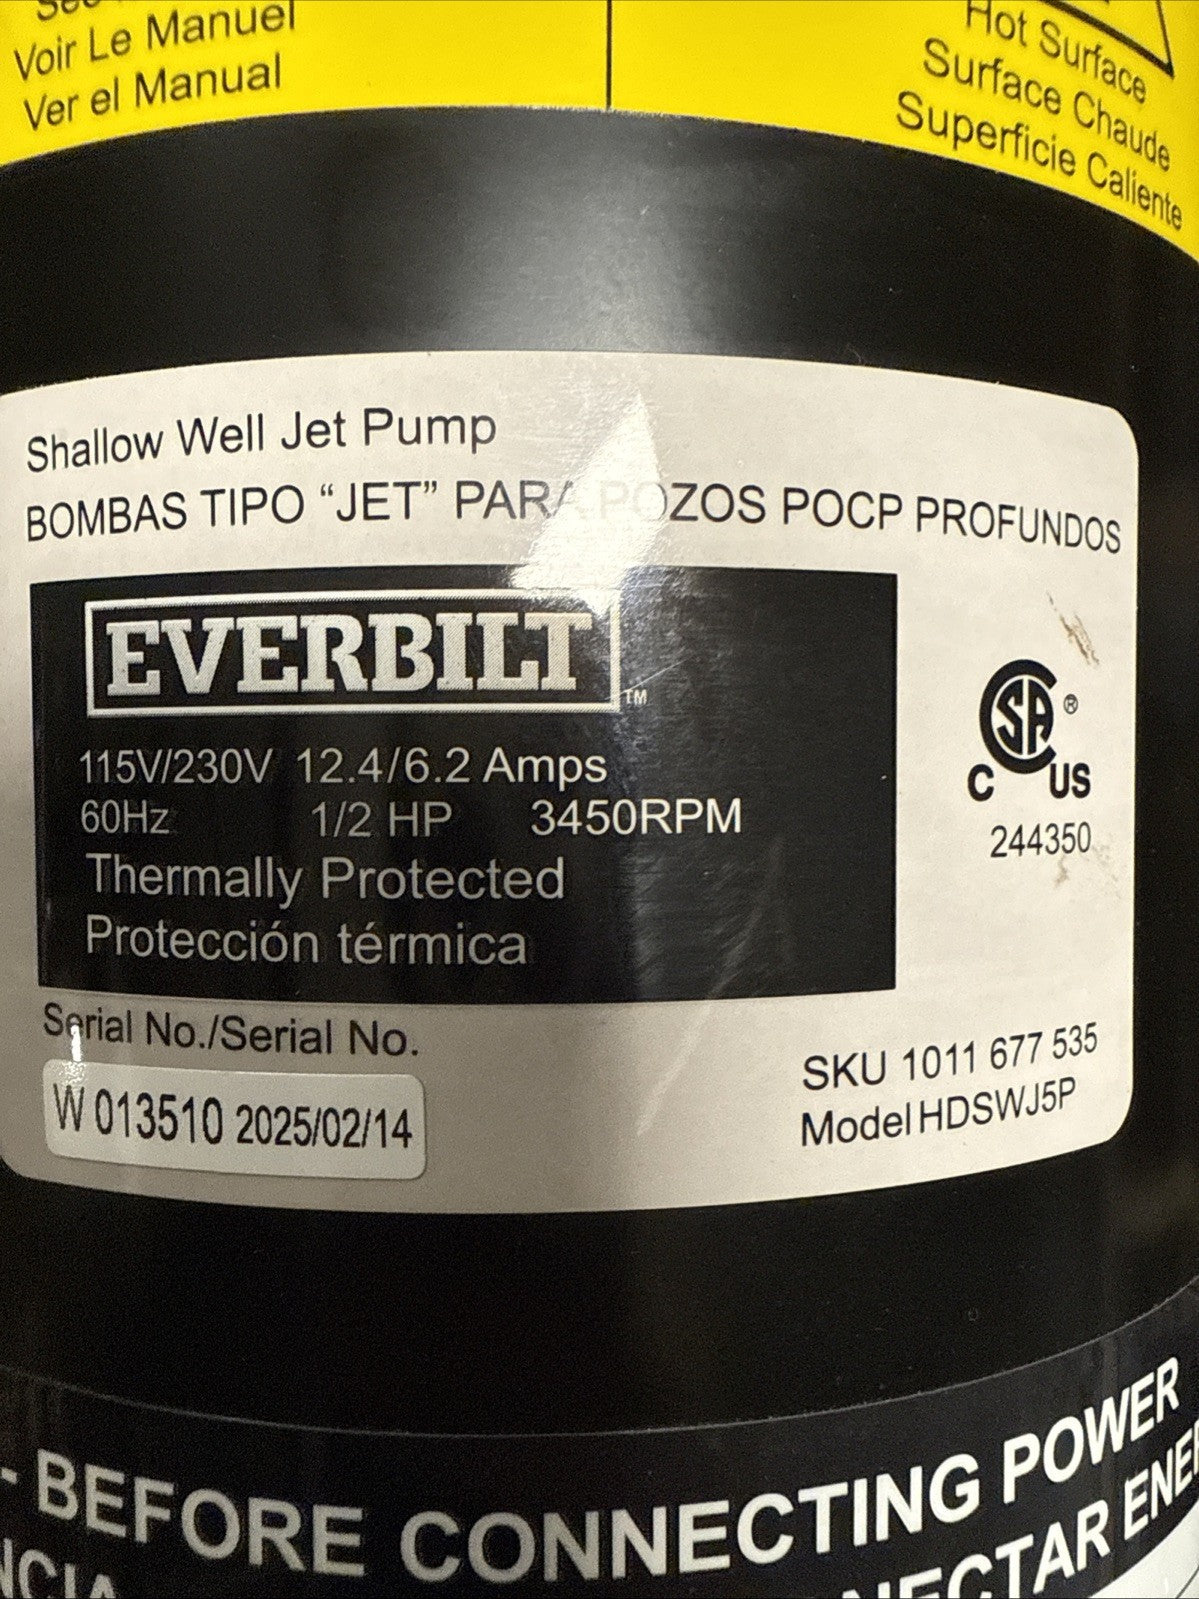 Voir Le Manuel
Ver el Manual
Hot Surface
Surface Chaude
Superficie Caliente
Shallow Well Jet Pump
BOMBAS TIPO “JET” PARA POZOS POCP PROFUNDOS
EVERBILT TM
115V/230V 12.4/6.2 Amps
60Hz 1/2 HP 3450RPM
Thermally Protected
Protección térmica
CSA ®
C US
244350
Serial No./Serial No.
W 013510 2025/02/14
SKU 1011 677 535
Model HDSWJ5P
- BEFORE CONNECTING POWER